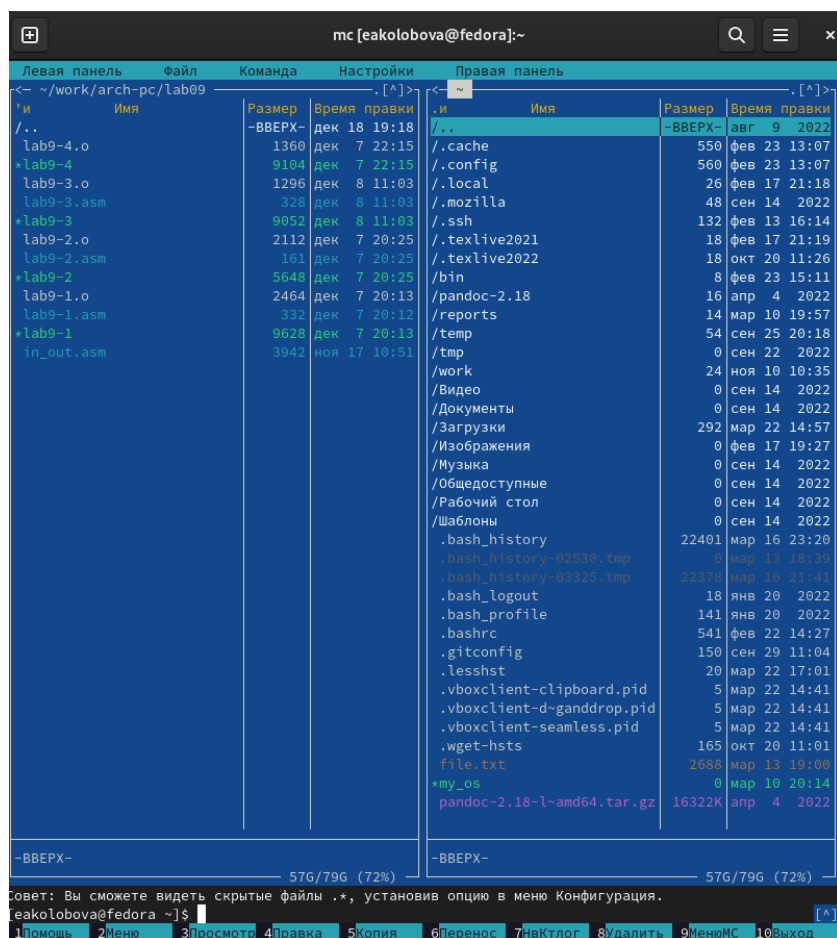 mc [eakolobova@fedora]:~
Левая панель Файл Команда Настройки Правая панель
<— ~/work/arch-pc/lab09 .[^]>
'и Имя Размер Время правки
/.. -ВВЕРХ- дек 18 19:18
lab9-4.o 1360 дек 7 22:15
*lab9-4 9104 дек 7 22:15
lab9-3.o 1296 дек 8 11:03
lab9-3.asm 328 дек 8 11:03
*lab9-3 9052 дек 8 11:03
lab9-2.o 2112 дек 7 20:25
lab9-2.asm 161 дек 7 20:25
*lab9-2 5648 дек 7 20:25
lab9-1.o 2464 дек 7 20:13
lab9-1.asm 332 дек 7 20:12
*lab9-1 9628 дек 7 20:13
in_out.asm 3942 ноя 17 10:51
-ВВЕРХ-
57G/79G (72%)
<— ~ .[^]>
.и Имя Размер Время правки
/.. -ВВЕРХ- авг 9 2022
/.cache 550 фев 23 13:07
/.config 560 фев 23 13:07
/.local 26 фев 17 21:18
/.mozilla 48 сен 14 2022
/.ssh 132 фев 13 16:14
/.texlive2021 18 фев 17 21:19
/.texlive2022 18 окт 20 11:26
/bin 8 фев 23 15:11
/pandoc-2.18 16 апр 4 2022
/reports 14 мар 10 19:57
/temp 54 сен 25 20:18
/tmp 0 сен 22 2022
/work 24 ноя 10 10:35
/Видео 0 сен 14 2022
/Документы 0 сен 14 2022
/Загрузки 292 мар 22 14:57
/Изображения 0 фев 17 19:27
/Музыка 0 сен 14 2022
/Общедоступные 0 сен 14 2022
/Рабочий стол 0 сен 14 2022
/Шаблоны 0 сен 14 2022
.bash_history 22401 мар 16 23:20
.bash_history-02530.tmp 0 мар 13 18:39
.bash_history-03325.tmp 22378 мар 16 21:41
.bash_logout 18 янв 20 2022
.bash_profile 141 янв 20 2022
.bashrc 541 фев 22 14:27
.gitconfig 150 сен 29 11:04
.lesshst 20 мар 22 17:01
.vboxclient-clipboard.pid 5 мар 22 14:41
.vboxclient-d~ganddrop.pid 5 мар 22 14:41
.vboxclient-seamless.pid 5 мар 22 14:41
.wget-hsts 165 окт 20 11:01
file.txt 2688 мар 13 19:00
*my_os 0 мар 10 20:14
pandoc-2.18-l~amd64.tar.gz 16322K апр 4 2022
-ВВЕРХ-
57G/79G (72%)
Совет: Вы сможете видеть скрытые файлы .*, установив опцию в меню Конфигурация.
[eakolobova@fedora ~]$ [^]
1Помощь 2Меню 3Просмотр 4Правка 5Копия 6Перенос 7НвКтлог 8Удалить 9МенюMC 10Выход